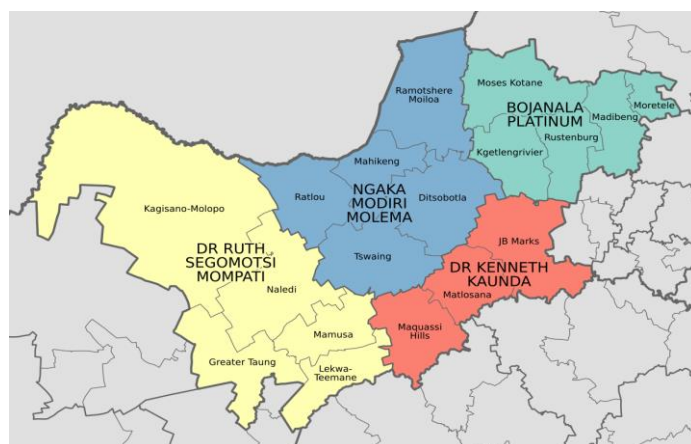 Ramotshere
Moiloa
Moses Kotane
Moretele
BOJANALA
PLATINUM
Madibeng
Rustenburg
Kgetlengrivier
Mahikeng
Ratlou
NGAKA
MODIRI
MOLEMA
Ditsobotla
Kagisano-Molopo
Tswaing
JB Marks
DR RUTH
SEGOMOTSI
MOMPATI
DR KENNETH
KAUNDA
Naledi
Matlosana
Mamusa
Maquassi
Hills
Greater Taung
Lekwa-
Teemane